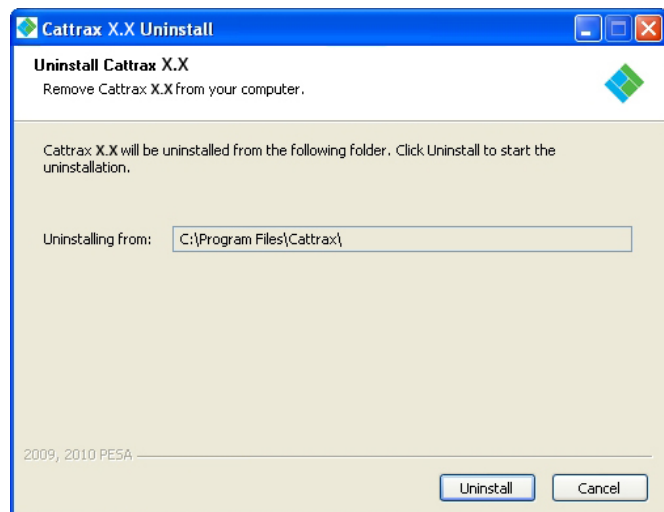 Cattrax X.X Uninstall
Uninstall Cattrax X.X
Remove Cattrax X.X from your computer.
Cattrax X.X will be uninstalled from the following folder. Click Uninstall to start the
uninstallation.
Uninstalling from: C:\Program Files\Cattrax\
2009, 2010 PESA
Uninstall Cancel